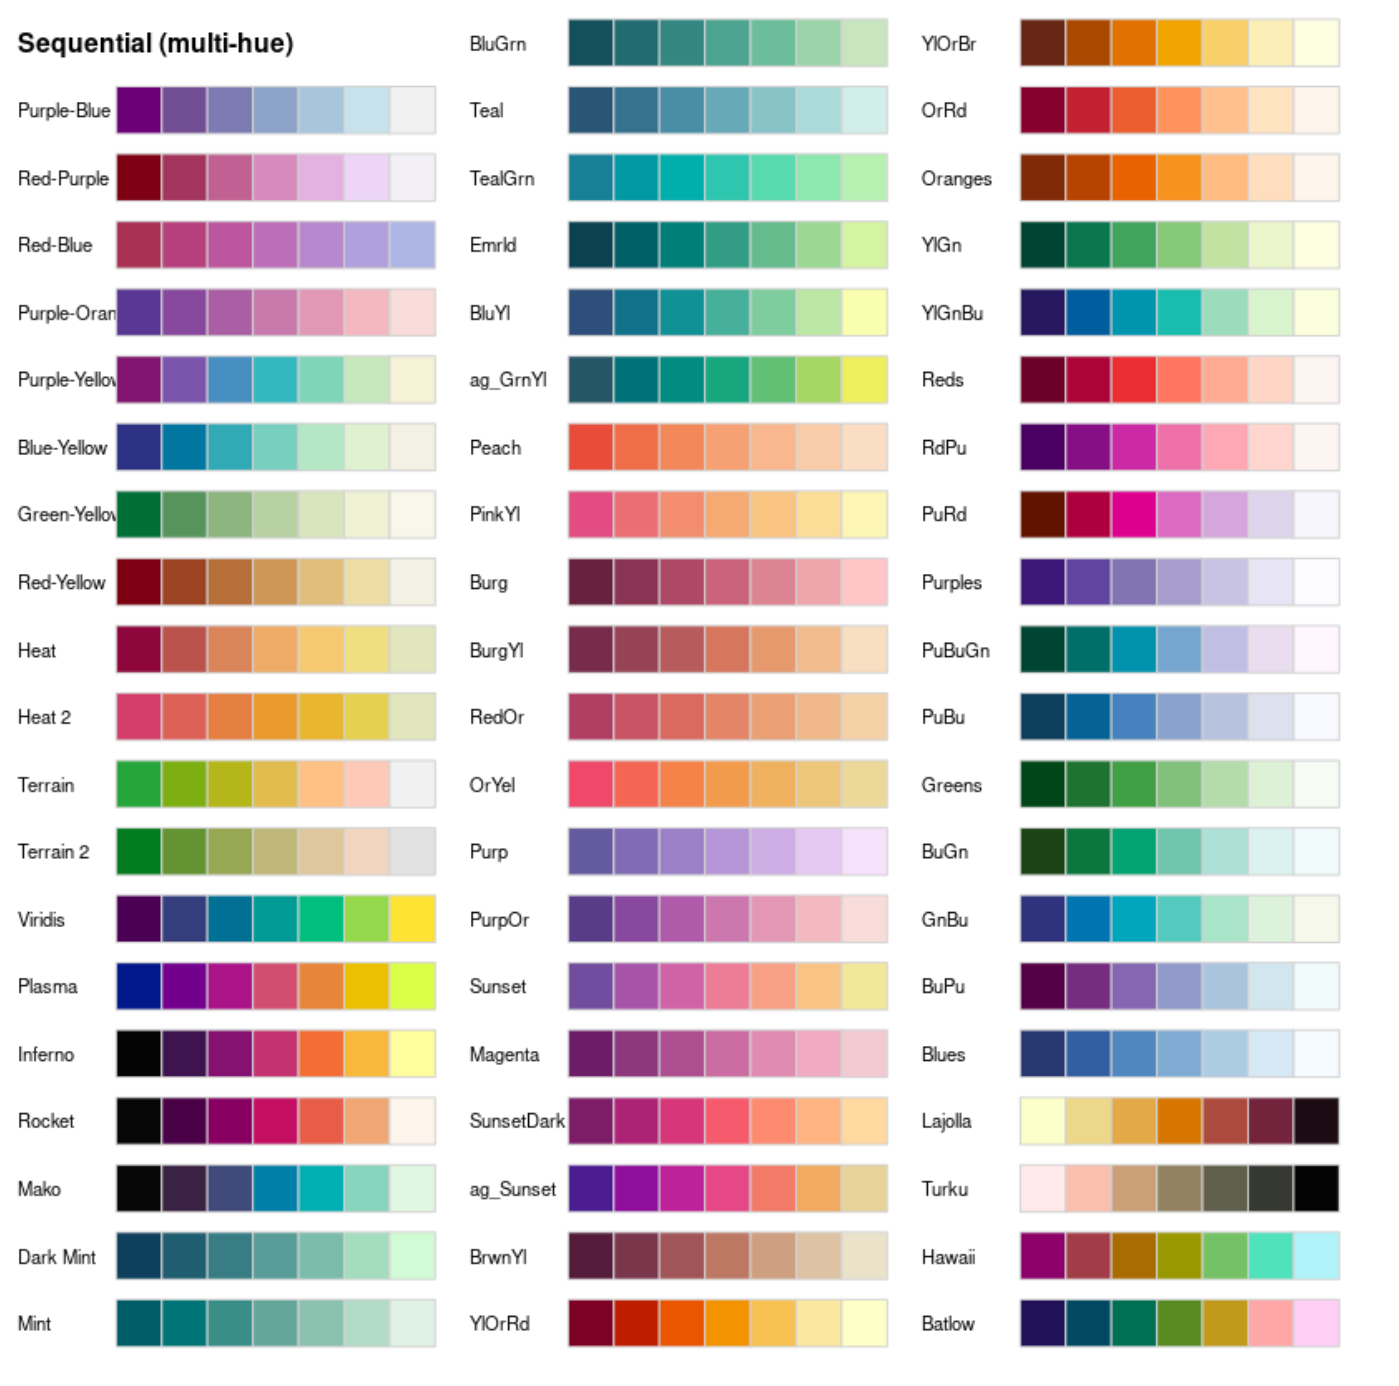 Sequential (multi-hue)
Purple-Blue
Red-Purple
Red-Blue
Purple-Oran
Purple-Yellow
Blue-Yellow
Green-Yellow
Red-Yellow
Heat
Heat 2
Terrain
Terrain 2
Viridis
Plasma
Inferno
Rocket
Mako
Dark Mint
Mint
BluGrn
Teal
TealGrn
Emrld
BluYl
ag_GrnYl
Peach
PinkYl
Burg
BurgYl
RedOr
OrYel
Purp
PurpOr
Sunset
Magenta
SunsetDark
ag_Sunset
BrwnYl
YlOrRd
YlOrBr
OrRd
Oranges
YlGn
YlGnBu
Reds
RdPu
PuRd
Purples
PuBuGn
PuBu
Greens
BuGn
GnBu
BuPu
Blues
Lajolla
Turku
Hawaii
Batlow